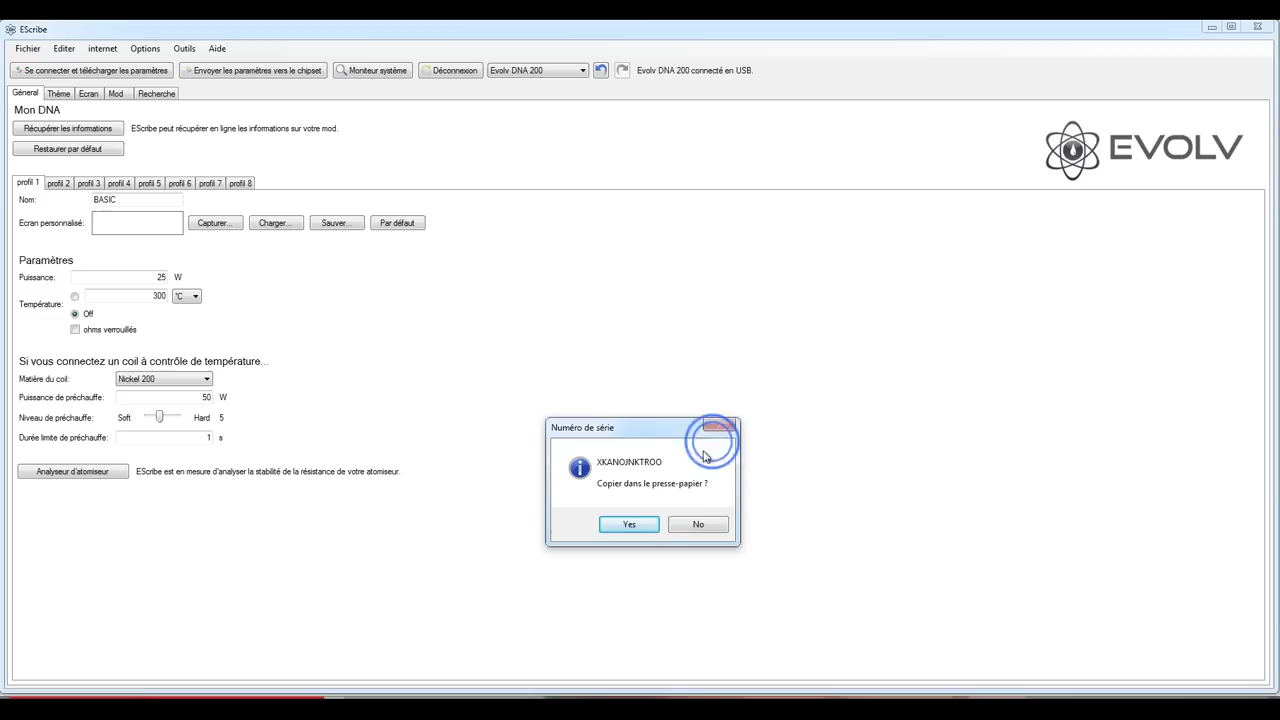 EScribe
Fichier Editer internet Options Outils Aide
Se connecter et télécharger les paramètres Envoyer les paramètres vers le chipset Moniteur système Déconnexion Evolv DNA 200 Evolv DNA 200 connecté en USB.
Géneral Thème Ecran Mod Recherche
Mon DNA
Récupérer les informations EScribe peut récupérer en ligne les informations sur votre mod.
Restaurer par défaut
EVOLV
profil 1 profil 2 profil 3 profil 4 profil 5 profil 6 profil 7 profil 8
Nom: BASIC
Ecran personnalisé: Capturer... Charger... Sauver... Par défaut
Paramètres
Puissance: 25 W
Température: 300 °C
Off
ohms verrouillés
Si vous connectez un coil à contrôle de température...
Matière du coil: Nickel 200
Puissance de préchauffe: 50 W
Niveau de préchauffe: Soft Hard 5
Durée limite de préchauffe: 1 s
Analyseur d'atomiseur EScribe est en mesure d'analyser la stabilité de la résistance de votre atomiseur.
Numéro de série
XKANOJNKTROO
Copier dans le presse-papier ?
Yes No